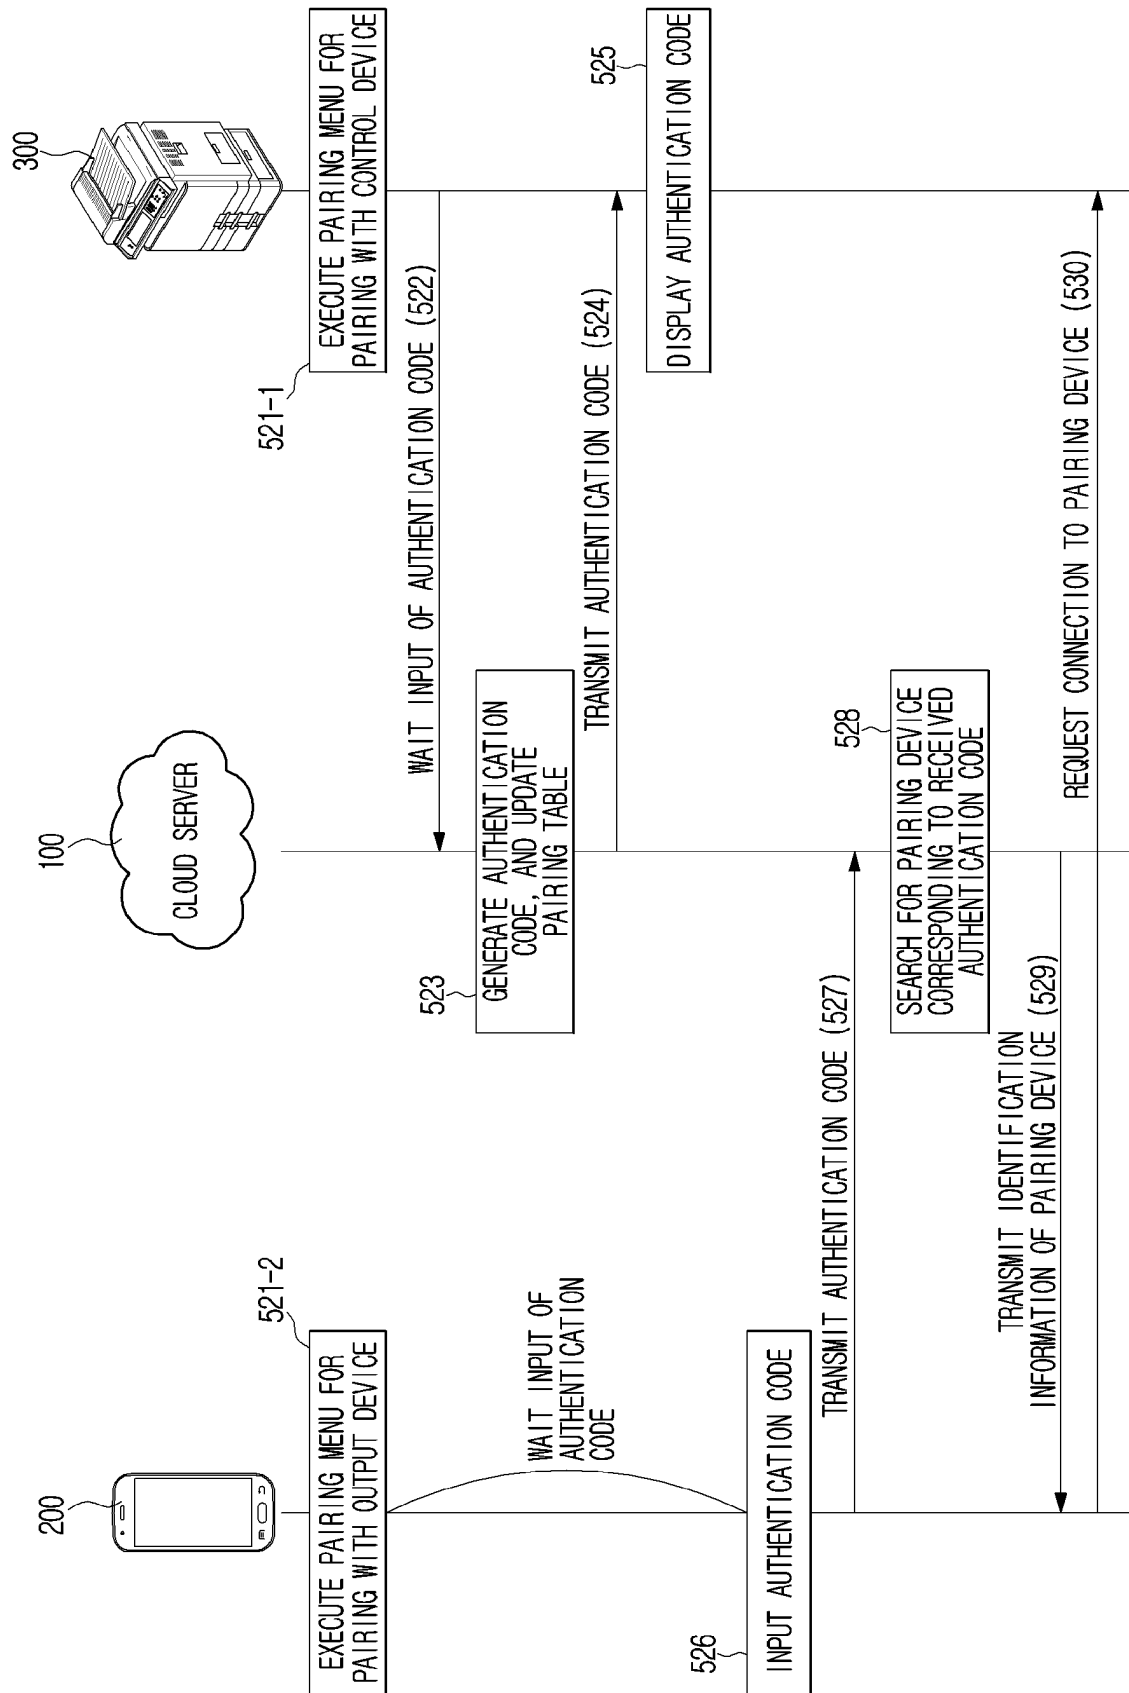 200
100
CLOUD SERVER
300
521-2
EXECUTE PAIRING MENU FOR
PAIRING WITH OUTPUT DEVICE
521-1
EXECUTE PAIRING MENU FOR
PAIRING WITH CONTROL DEVICE
WAIT INPUT OF AUTHENTICATION CODE (522)
523
GENERATE AUTHENTICATION
CODE, AND UPDATE
PAIRING TABLE
WAIT INPUT OF
AUTHENTICATION
CODE
TRANSMIT AUTHENTICATION CODE (524)
525
DISPLAY AUTHENTICATION CODE
526
INPUT AUTHENTICATION CODE
TRANSMIT AUTHENTICATION CODE (527)
528
SEARCH FOR PAIRING DEVICE
CORRESPONDING TO RECEIVED
AUTHENTICATION CODE
TRANSMIT IDENTIFICATION
INFORMATION OF PAIRING DEVICE (529)
REQUEST CONNECTION TO PAIRING DEVICE (530)